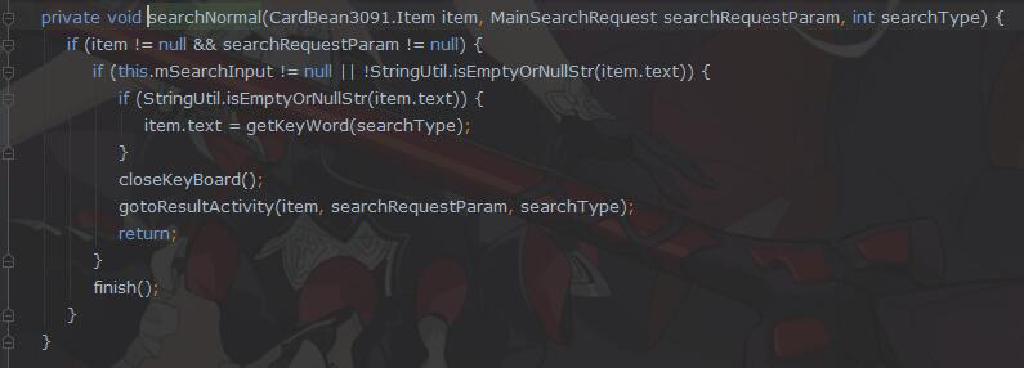 private void searchNormal(CardBean3091.Item item, MainSearchRequest searchRequestParam, int searchType) {
if (item != null && searchRequestParam != null) {
if (this.mSearchInput != null || !StringUtil.isEmptyOrNullStr(item.text)) {
if (StringUtil.isEmptyOrNullStr(item.text)) {
item.text = getKeyWord(searchType);
}
closeKeyBoard();
gotoResultActivity(item, searchRequestParam, searchType);
return;
}
finish();
}
}